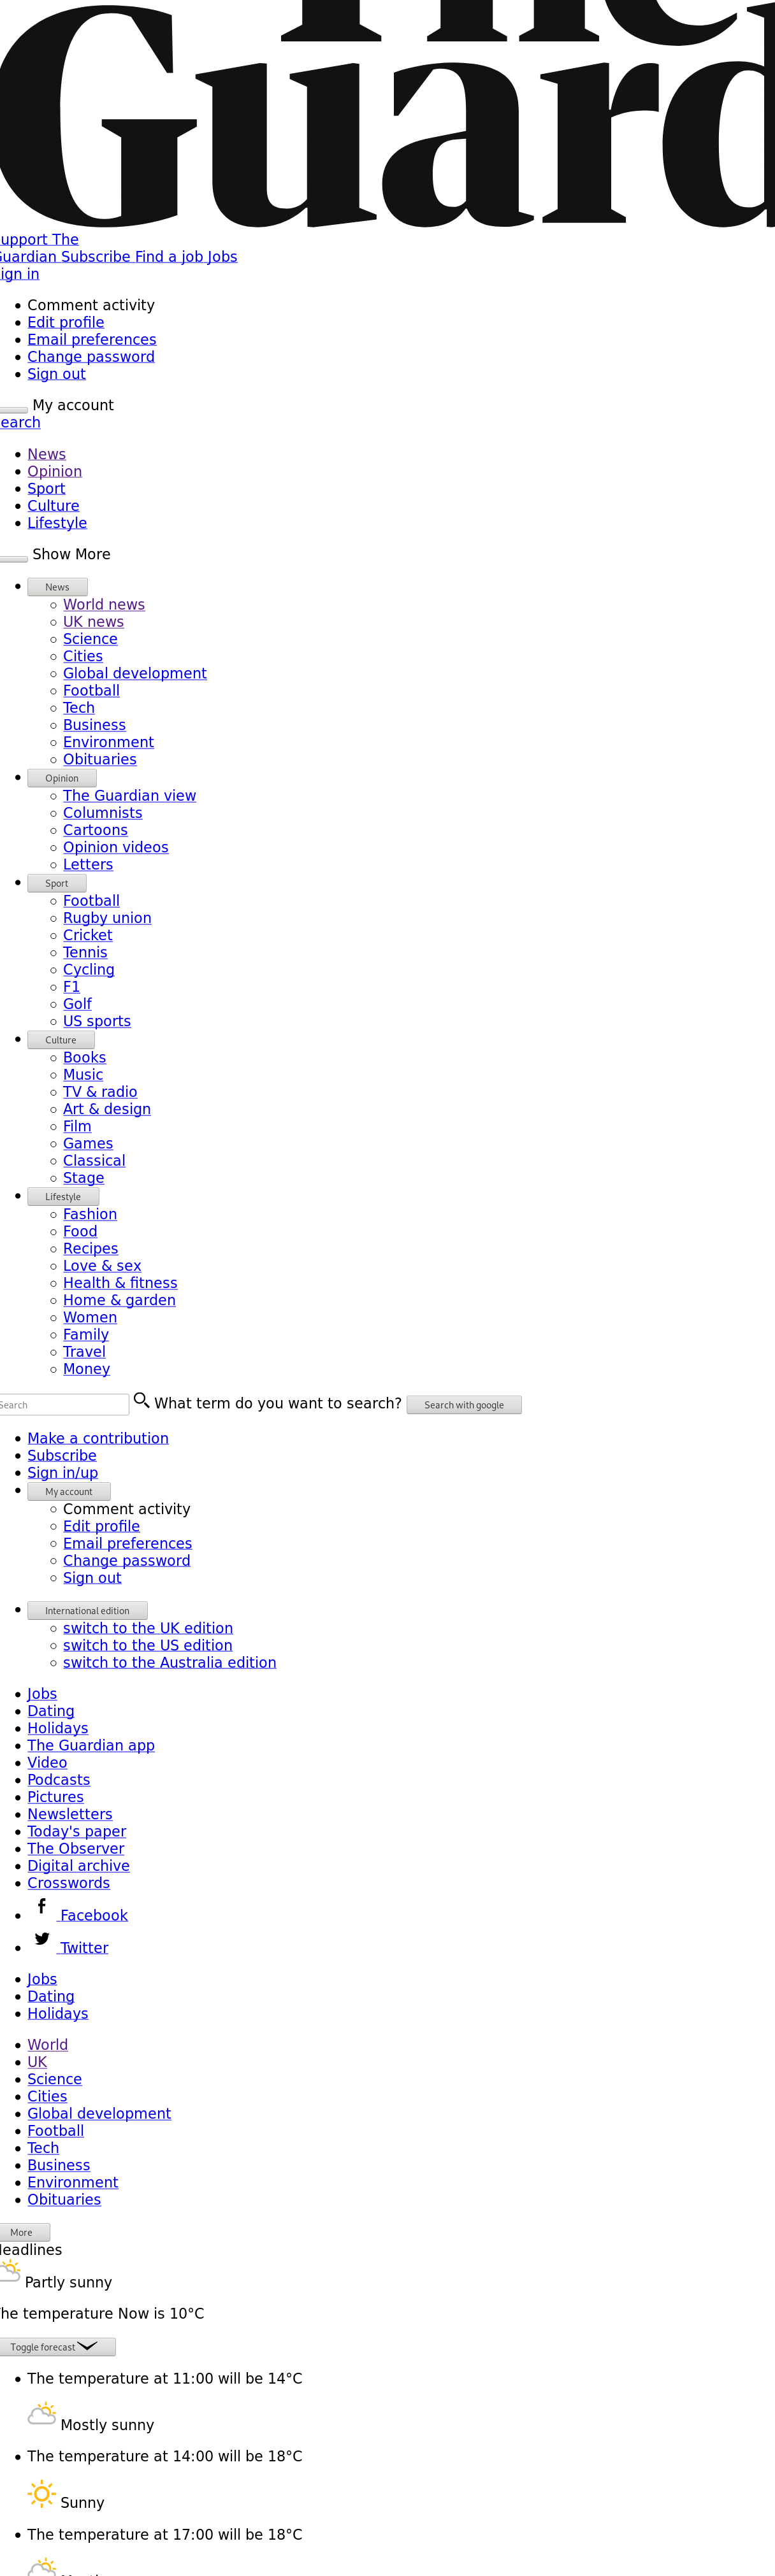 Guard
upport The
Guardian Subscribe Find a job Jobs
ign in
Comment activity
Edit profile
Email preferences
Change password
Sign out
My account
earch
News
Opinion
Sport
Culture
Lifestyle
Show More
News
World news
UK news
Science
Cities
Global development
Football
Tech
Business
Environment
Obituaries
Opinion
The Guardian view
Columnists
Cartoons
Opinion videos
Letters
Sport
Football
Rugby union
Cricket
Tennis
Cycling
F1
Golf
US sports
Culture
Books
Music
TV & radio
Art & design
Film
Games
Classical
Stage
Lifestyle
Fashion
Food
Recipes
Love & sex
Health & fitness
Home & garden
Women
Family
Travel
Money
Search What term do you want to search? Search with google
Make a contribution
Subscribe
Sign in/up
My account
Comment activity
Edit profile
Email preferences
Change password
Sign out
International edition
switch to the UK edition
switch to the US edition
switch to the Australia edition
Jobs
Dating
Holidays
The Guardian app
Video
Podcasts
Pictures
Newsletters
Today's paper
The Observer
Digital archive
Crosswords
Facebook
Twitter
Jobs
Dating
Holidays
World
UK
Science
Cities
Global development
Football
Tech
Business
Environment
Obituaries
More
Headlines
Partly sunny
The temperature Now is 10°C
Toggle forecast
The temperature at 11:00 will be 14°C
Mostly sunny
The temperature at 14:00 will be 18°C
Sunny
The temperature at 17:00 will be 18°C